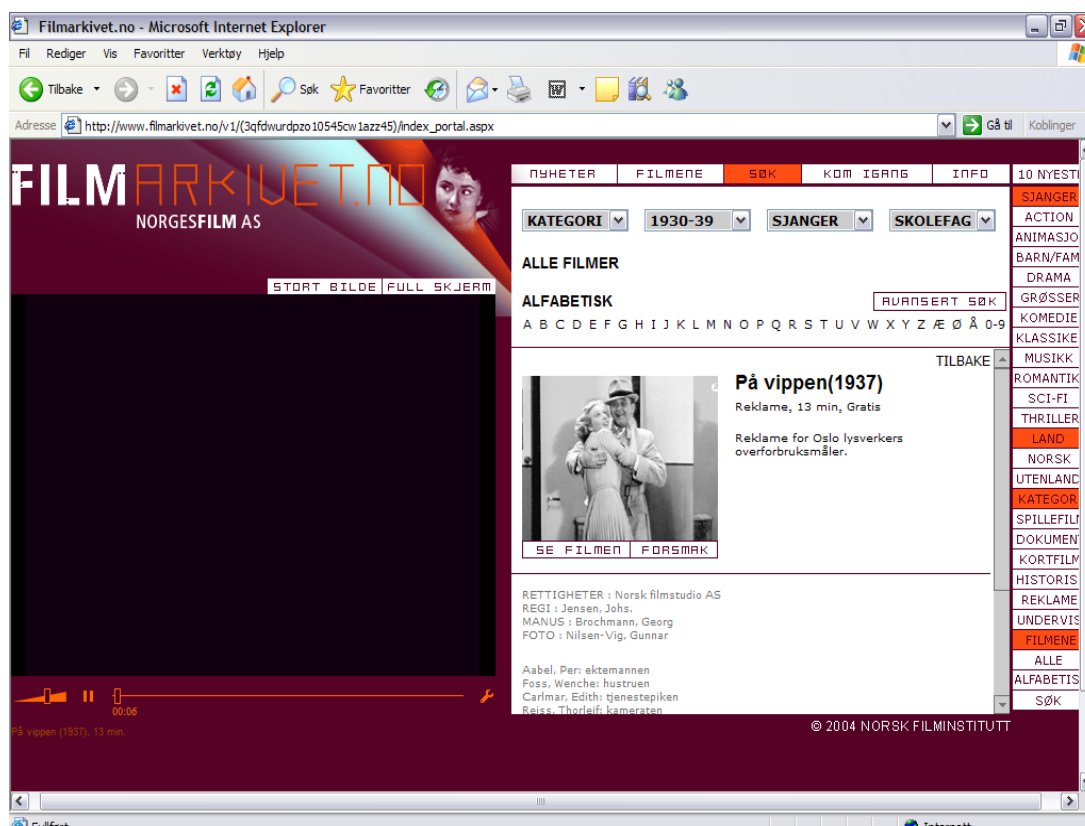 Filmarkivet.no - Microsoft Internet Explorer
Fil Rediger Vis Favoritter Verktøy Hjelp
Tilbake Søk Favoritter
Adresse http://www.filmarkivet.no/v1/(3qfdwurdpzo10545cw1azz45)/index_portal.aspx Gå til Koblinger
FILMARKIVET.NO
NORGESFILM AS
STORT BILDE FULL SKJERM
NYHETER FILMENE SØK KOM IGANG INFO
KATEGORI 1930-39 SJANGER SKOLEFAG
ALLE FILMER
ALFABETISK AVANSERT SØK
A B C D E F G H I J K L M N O P Q R S T U V W X Y Z Æ Ø Å 0-9
TILBAKE
På vippen(1937)
Reklame, 13 min, Gratis
Reklame for Oslo lysverkers
overforbruksmåler.
SE FILMEN FORSMAK
RETTIGHETER : Norsk filmstudio AS
REGI : Jensen, Johs.
MANUS : Brochmann, Georg
FOTO : Nilsen-Vig, Gunnar
Aabel, Per: ektemannen
Foss, Wenche: hustruen
Carlmar, Edith: tjenestepiken
Reiss, Thorleif: kameraten
10 NYESTE
SJANGER
ACTION
ANIMASJO
BARN/FAM
DRAMA
GRØSSER
KOMEDIE
KLASSIKE
MUSIKK
ROMANTIK
SCI-FI
THRILLER
LAND
NORSK
UTENLAND
KATEGOR
SPILLEFIL
DOKUMEN
KORTFILM
HISTORIS
REKLAME
UNDERVIS
FILMENE
ALLE
ALFABETIS
SØK
00:06
På vippen (1937), 13 min.
© 2004 NORSK FILMINSTITUTT